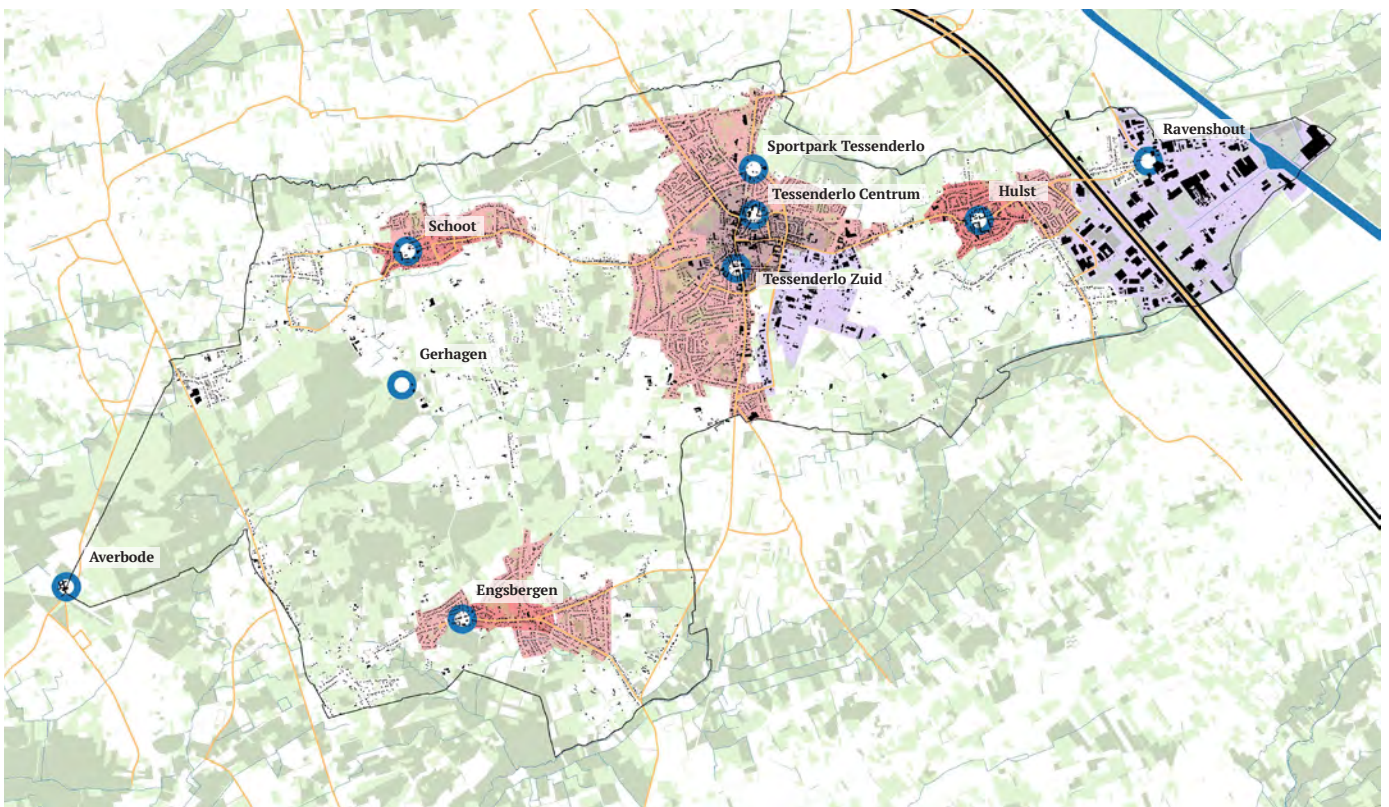 Ravenshout
Sportpark Tessenderlo
Tessenderlo Centrum
Hulst
Schoot
Tessenderlo Zuid
Gerhagen
Averbode
Engsbergen